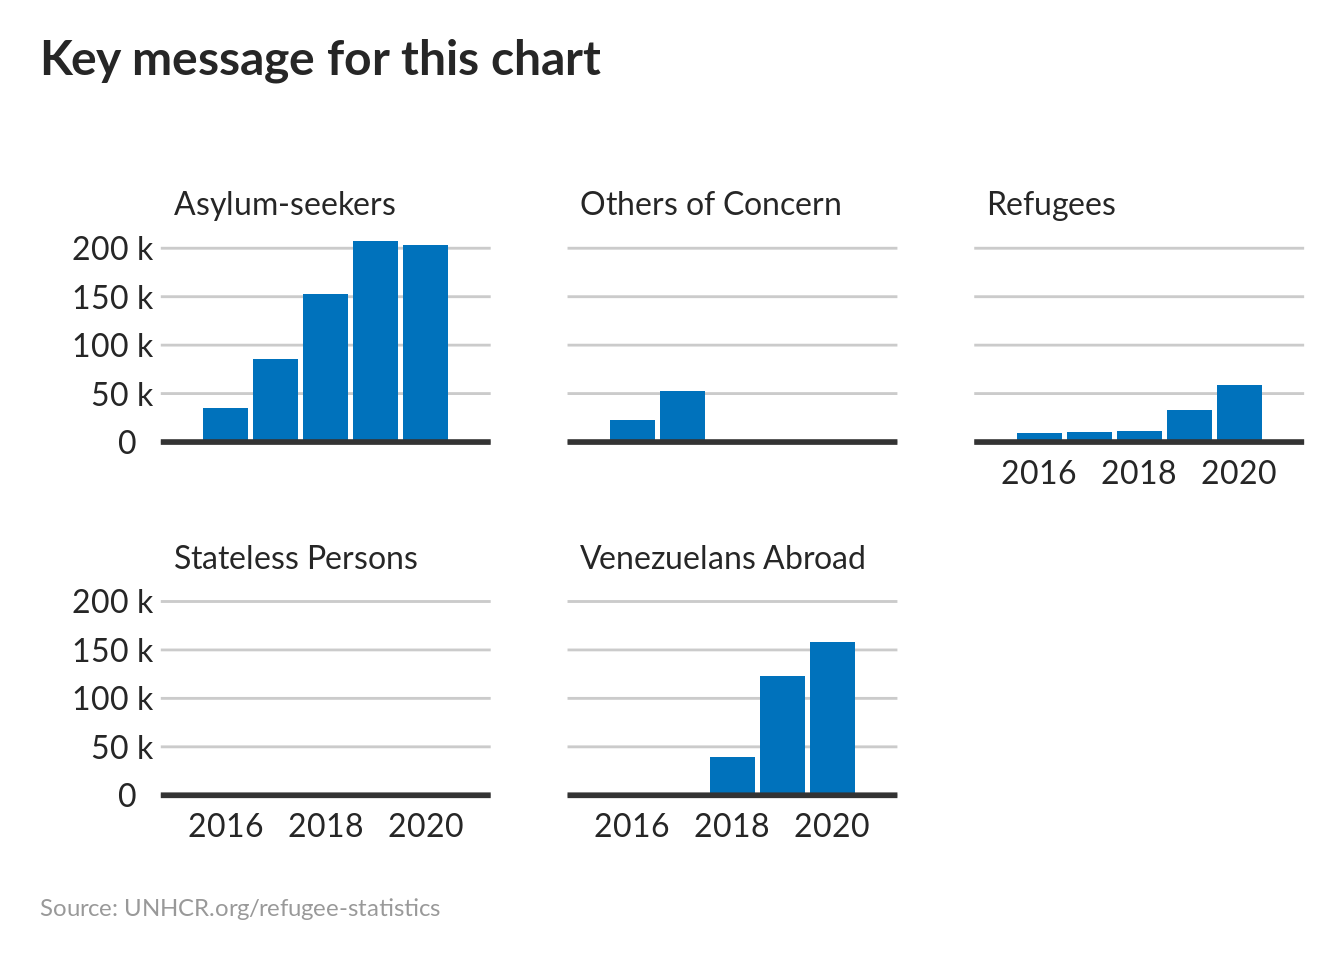 Key message for this chart
Asylum-seekers
Others of Concern
Refugees
200 k
150 k
100 k
50 k
0
2016 2018 2020
Stateless Persons
Venezuelans Abroad
200 k
150 k
100 k
50 k
0
2016 2018 2020
2016 2018 2020
Source: UNHCR.org/refugee-statistics